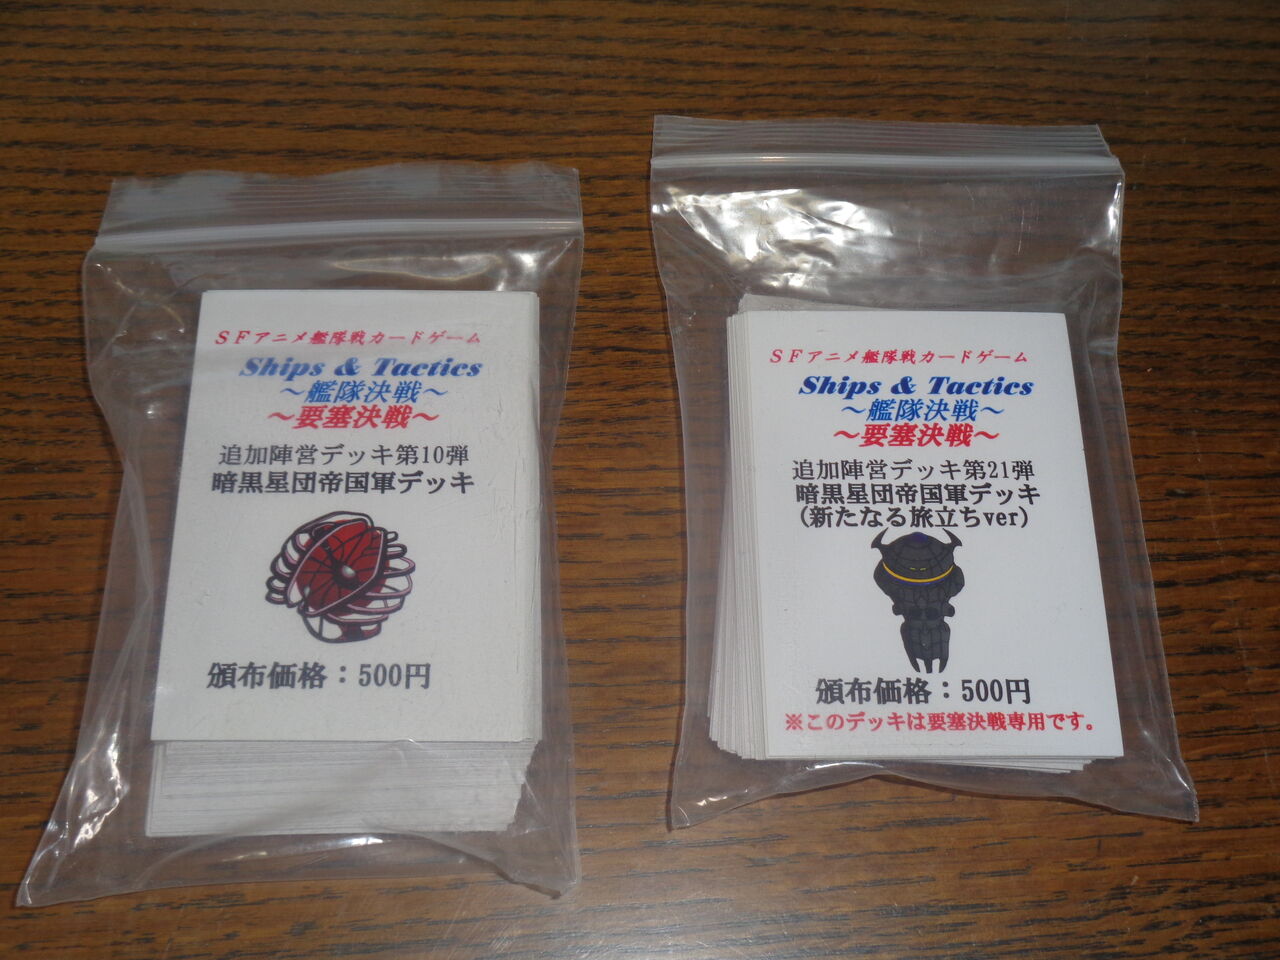 ＳＦアニメ艦隊戦カードゲーム
Ships & Tactics
～艦隊決戦～
～要塞決戦～
追加陣営デッキ第10弾
暗黒星団帝国軍デッキ
頒布価格：500円
ＳＦアニメ艦隊戦カードゲーム
Ships & Tactics
～艦隊決戦～
～要塞決戦～
追加陣営デッキ第21弾
暗黒星団帝国軍デッキ
(新たなる旅立ちver)
頒布価格：500円
※このデッキは要塞決戦専用です。